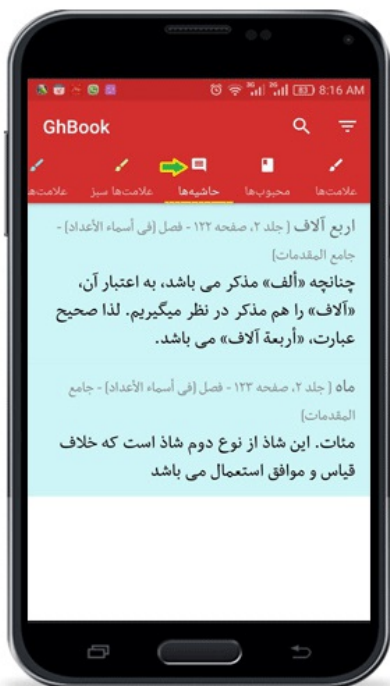 83 8:16 AM
GhBook
علامت‌ها محبوب‌ها حاشیه‌ها علامت‌ها سبز علامت‌ه
اربع آلاف ( جلد ۲، صفحه ۱۲۲ - فصل (فی أسماء الأعداد) -
جامع المقدمات)
چنانچه «ألف» مذکر می باشد، به اعتبار آن،
«آلاف» را هم مذکر در نظر میگیریم. لذا صحیح
عبارت، «أربعة آلاف» می باشد.
ماه ( جلد ۲، صفحه ۱۲۳ - فصل (فی أسماء الأعداد) - جامع
المقدمات)
مئات. این شاذ از نوع دوم شاذ است که خلاف
قیاس و موافق استعمال می باشد